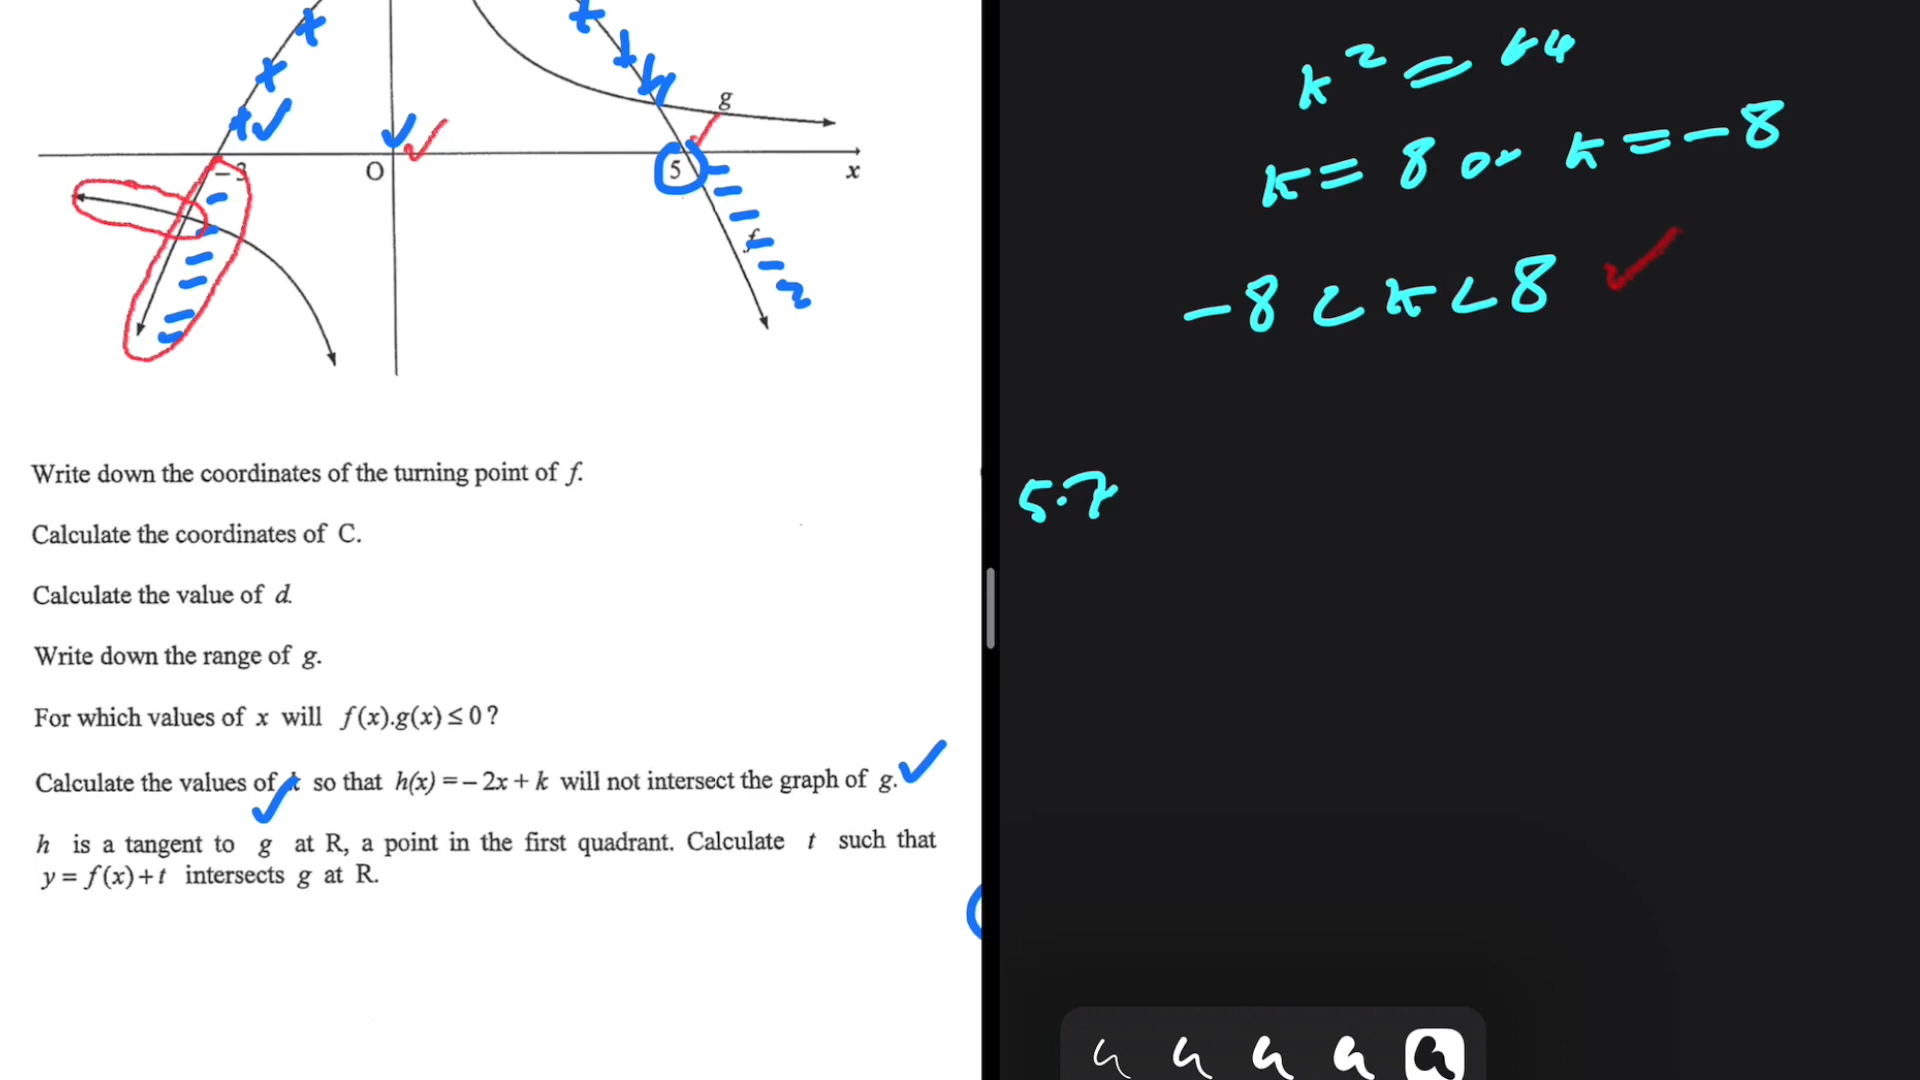 g
-3
O
5
x
f
Write down the coordinates of the turning point of f.
Calculate the coordinates of C.
Calculate the value of d.
Write down the range of g.
For which values of x will f(x).g(x) ≤ 0?
Calculate the values of k so that h(x) = – 2x + k will not intersect the graph of g.
h is a tangent to g at R, a point in the first quadrant. Calculate t such that
y = f(x) + t intersects g at R.
k² = 64
k = 8 or k = -8
-8 < k < 8
5.7